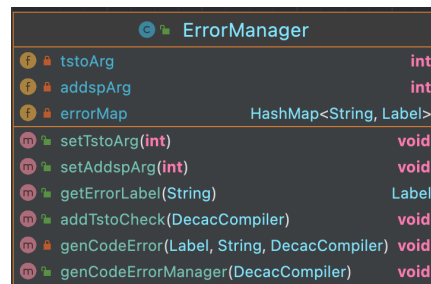 ErrorManager
tstoArg int
addspArg int
errorMap HashMap<String, Label>
setTstoArg(int) void
setAddspArg(int) void
getErrorLabel(String) Label
addTstoCheck(DecacCompiler) void
genCodeError(Label, String, DecacCompiler) void
genCodeErrorManager(DecacCompiler) void